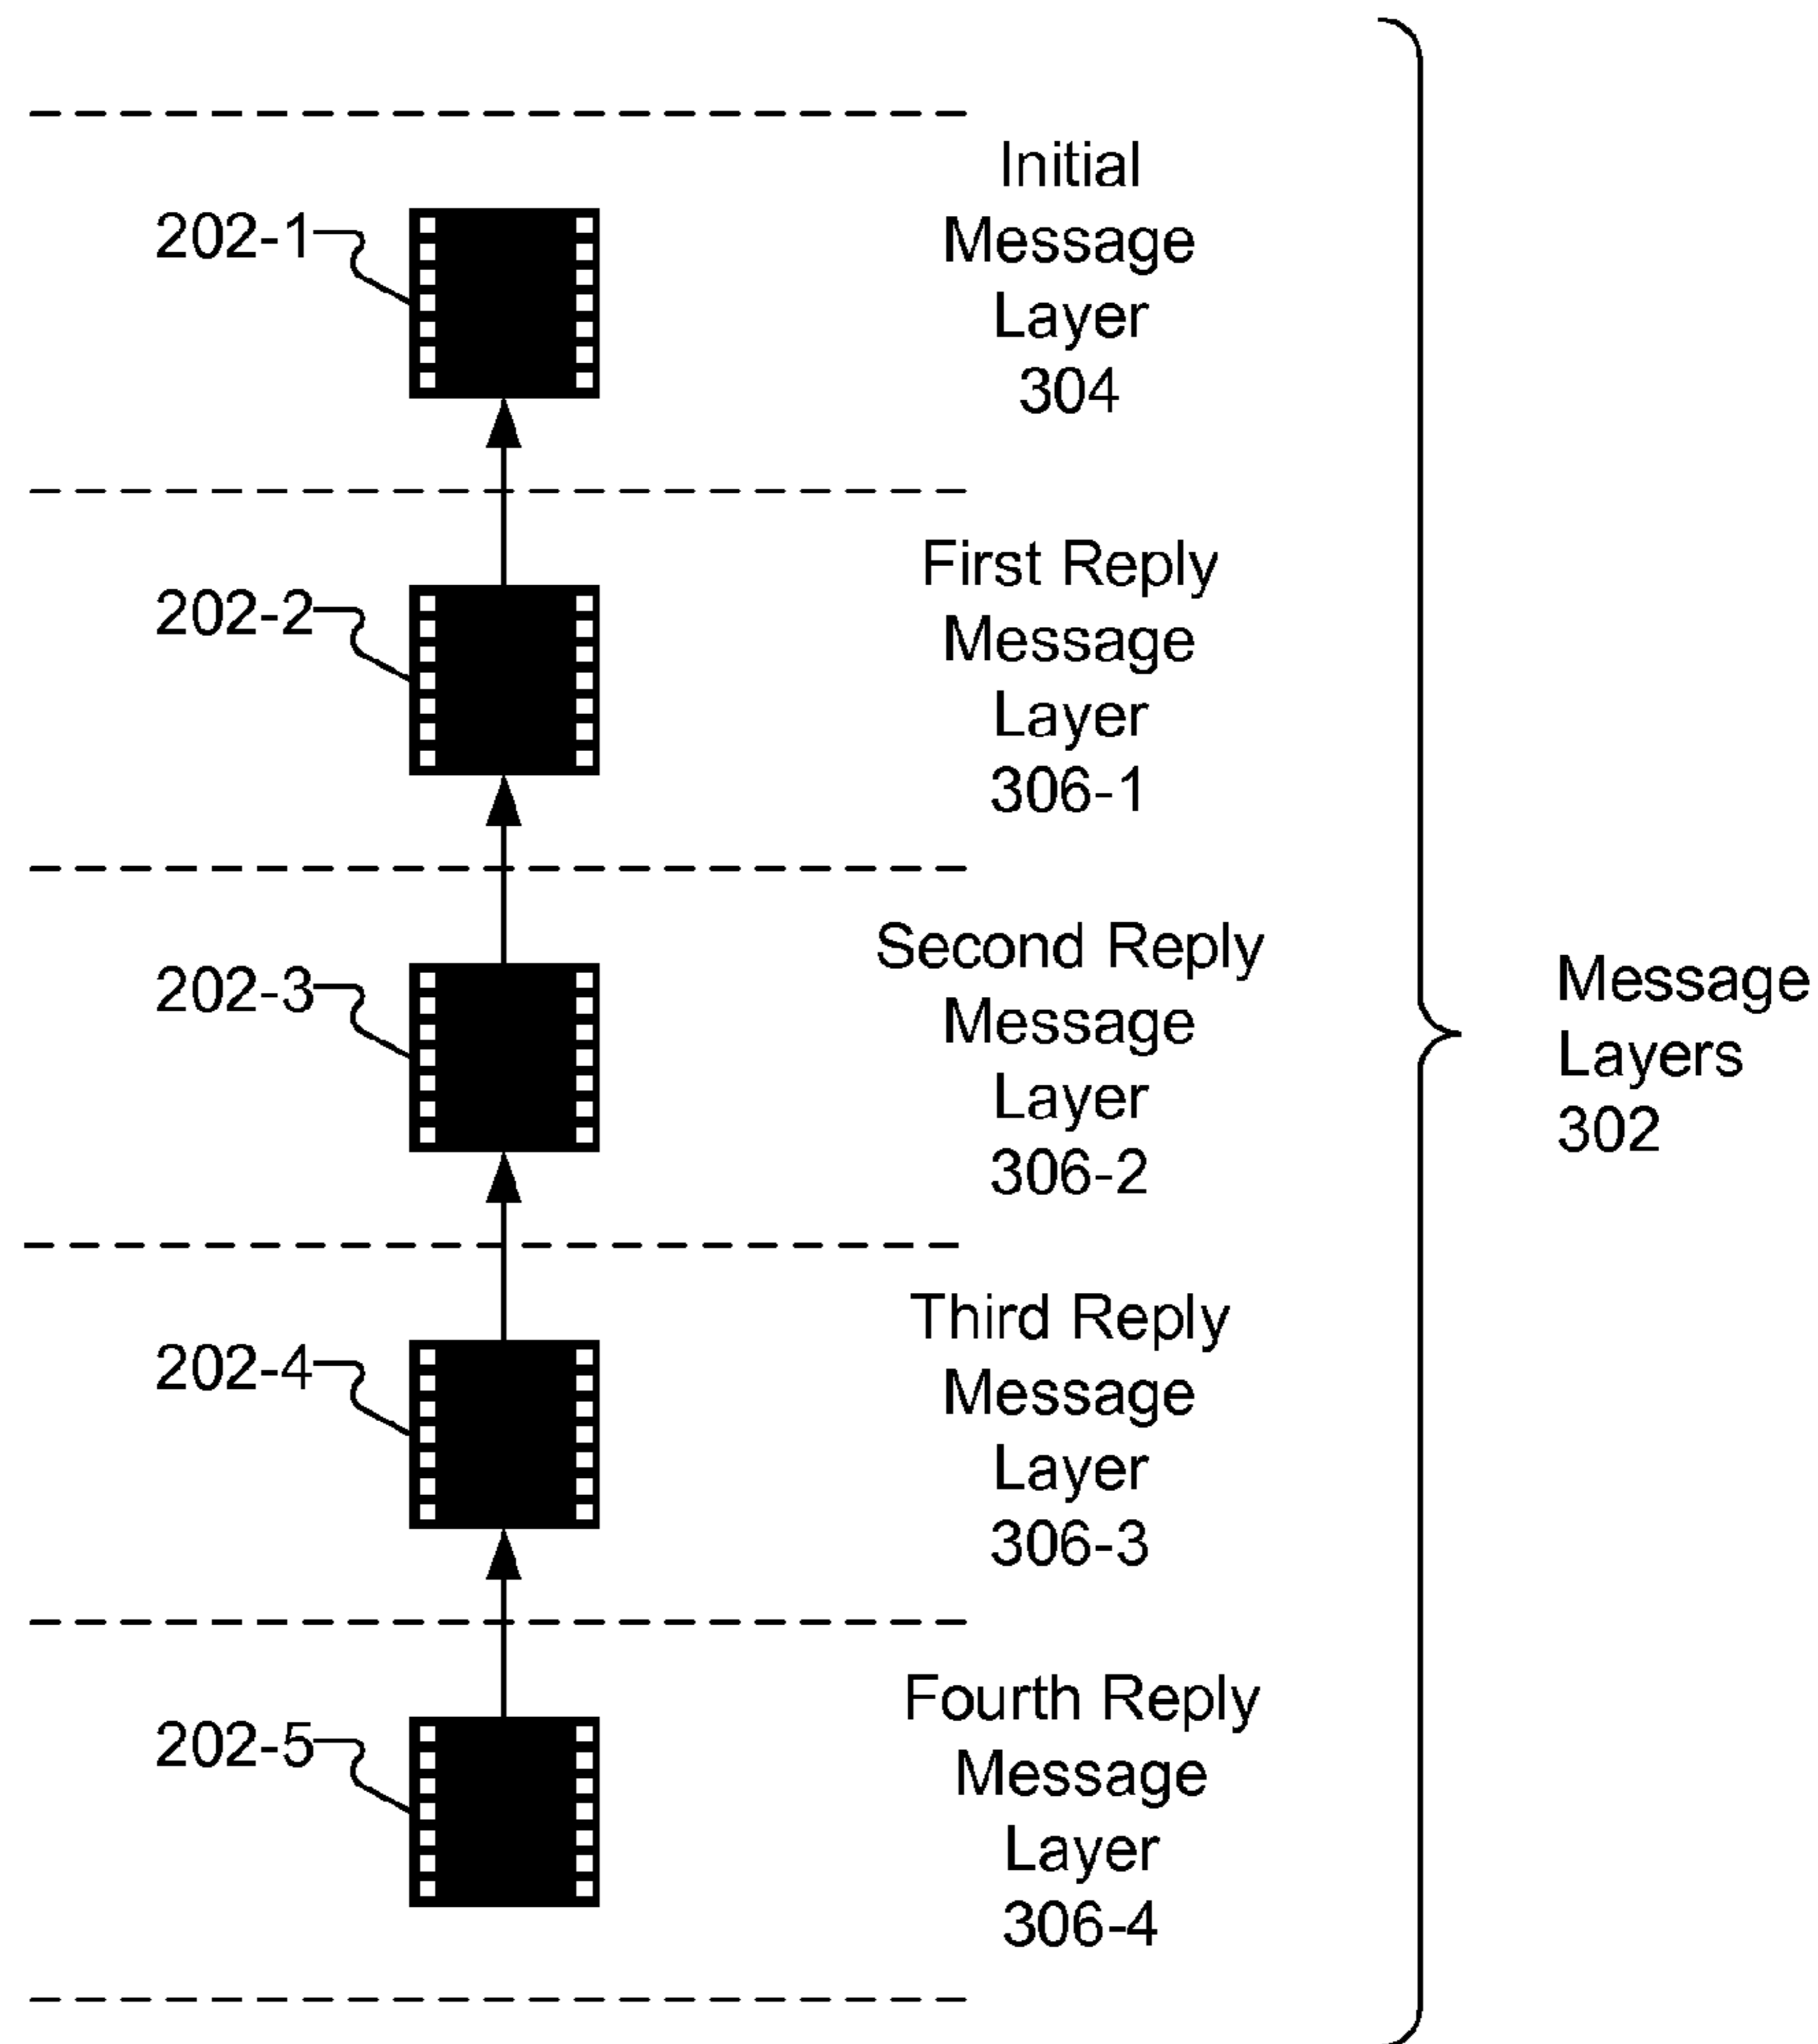 202-1
Initial
Message
Layer
304
202-2
First Reply
Message
Layer
306-1
202-3
Second Reply
Message
Layer
306-2
202-4
Third Reply
Message
Layer
306-3
202-5
Fourth Reply
Message
Layer
306-4
Message
Layers
302